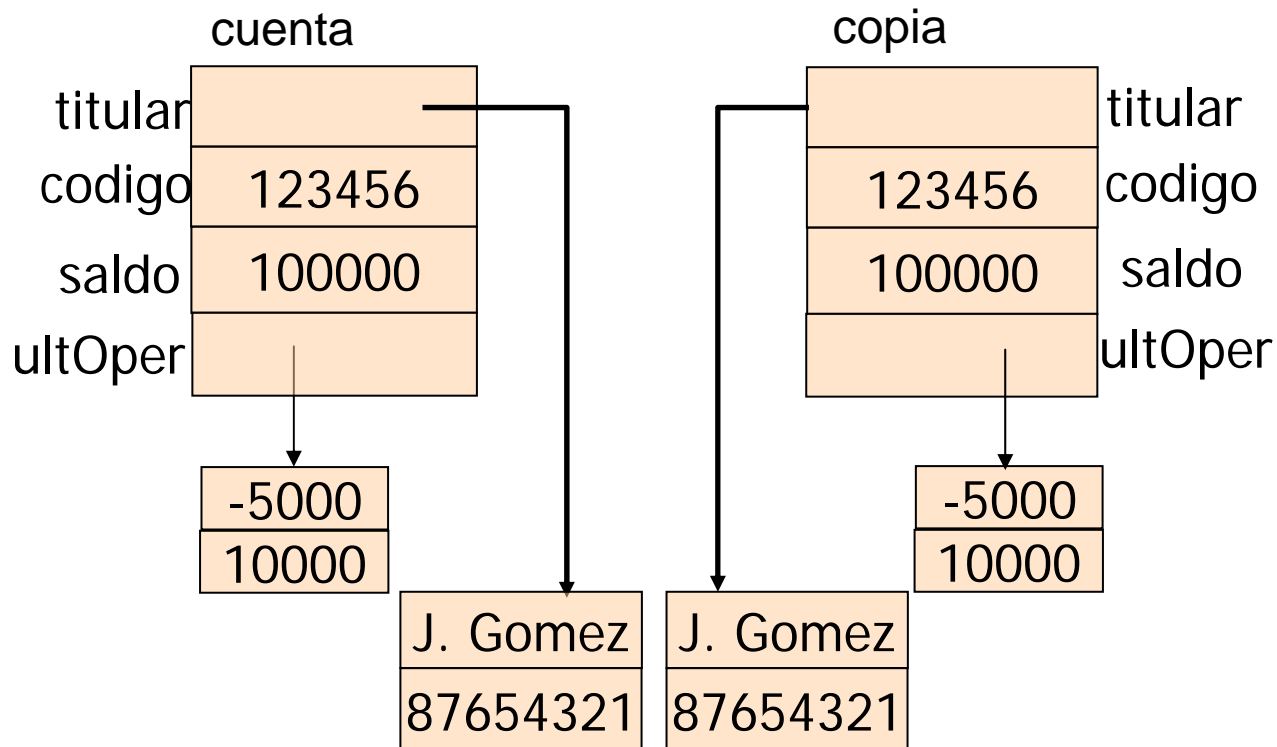 cuenta
copia
titular
titular
codigo
123456
123456
codigo
saldo
100000
100000
saldo
ultOper
ultOper
-5000
10000
-5000
10000
J. Gomez
87654321
J. Gomez
87654321